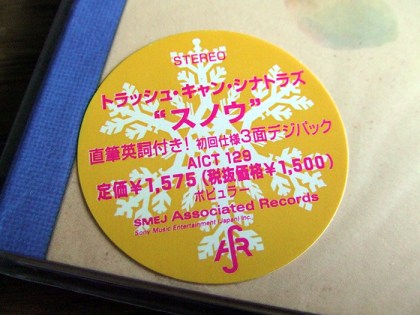 STEREO
トラッシュ・キャン・シナトラズ
“スノウ”
直筆英詞付き！初回仕様3面デジパック
AICT 129
定価¥1,575（税抜価格¥1,500）
ポピュラー
SMEJ Associated Records
Sony Music Entertainment (Japan) Inc.